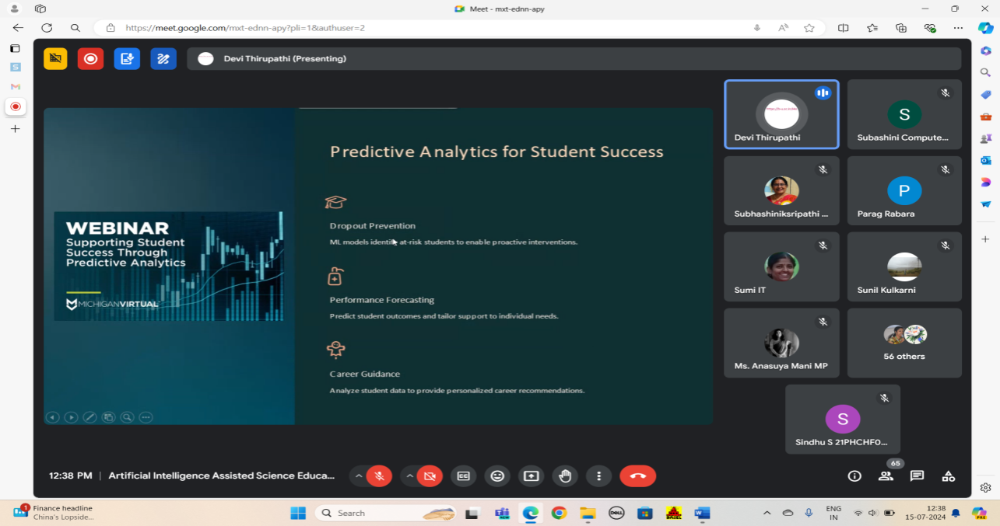 Meet - mxt-ednn-apy
https://meet.google.com/mxt-ednn-apy?pli=1&authuser=2
Devi Thirupathi (Presenting)
WEBINAR
Supporting Student
Success Through
Predictive Analytics
MICHIGANVIRTUAL
Predictive Analytics for Student Success
Dropout Prevention
ML models identify at-risk students to enable proactive interventions.
Performance Forecasting
Predict student outcomes and tailor support to individual needs.
Career Guidance
Analyze student data to provide personalized career recommendations.
Devi Thirupathi
S
Subashini Compute...
Subhashiniksripathi ...
P
Parag Rabara
Sumi IT
Sunil Kulkarni
Ms. Anasuya Mani MP
56 others
S
Sindhu S 21PHCHF0...
12:38 PM | Artificial Intelligence Assisted Science Educa...
65
1
Finance headline
China's Lopside...
Search
ENG
IN
12:38
15-07-2024